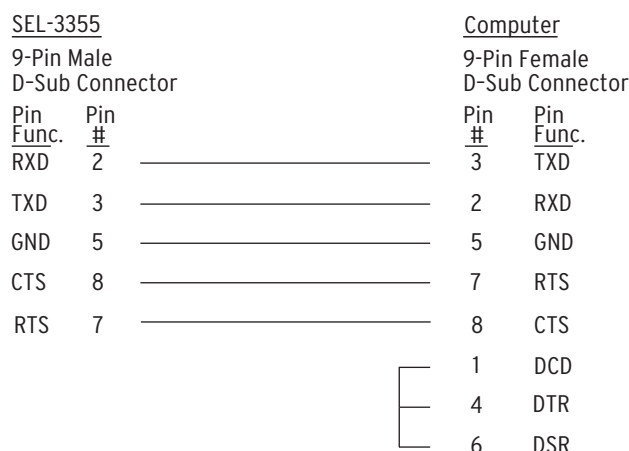 SEL-3355 Computer
9-Pin Male 9-Pin Female
D-Sub Connector D-Sub Connector
Pin Pin Pin Pin
Func. # # Func.
RXD 2 3 TXD
TXD 3 2 RXD
GND 5 5 GND
CTS 8 7 RTS
RTS 7 8 CTS
1 DCD
4 DTR
6 DSR